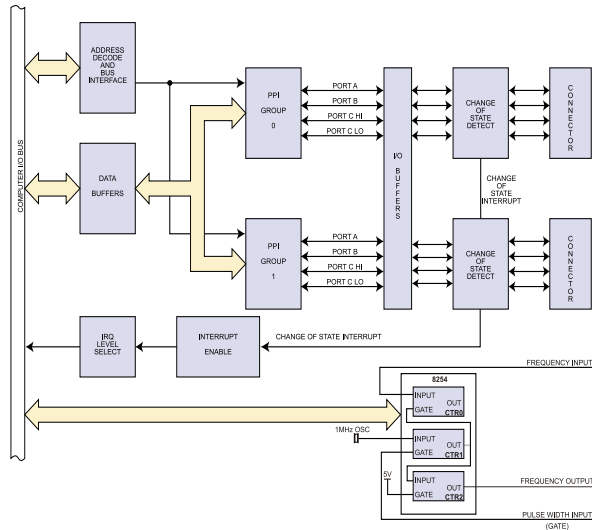 COMPUTER I/O BUS
ADDRESS
DECODE
AND
BUS
INTERFACE
DATA
BUFFERS
PPI
GROUP
0
PORT A
PORT B
PORT C HI
PORT C LO
I/O
BUFFERS
CHANGE
OF
STATE
DETECT
CONNECTOR
CHANGE
OF
STATE
INTERRUPT
PPI
GROUP
1
PORT A
PORT B
PORT C HI
PORT C LO
CHANGE
OF
STATE
DETECT
CONNECTOR
IRQ
LEVEL
SELECT
INTERRUPT
ENABLE
CHANGE OF STATE INTERRUPT
FREQUENCY INPUT
8254
INPUT
OUT
GATE
CTR0
1MHz OSC
INPUT
OUT
GATE
CTR1
5V
INPUT
OUT
GATE
CTR2
FREQUENCY OUTPUT
PULSE WIDTH INPUT
(GATE)